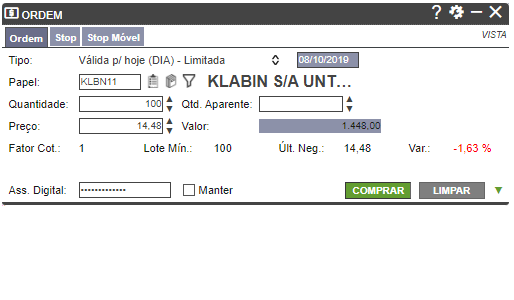 ORDEM ?
Ordem Stop Stop Móvel VISTA
Tipo: Válida p/ hoje (DIA) - Limitada 08/10/2019
Papel: KLBN11 KLABIN S/A UNT...
Quantidade: 100 Qtd. Aparente:
Preço: 14,48 Valor: 1.448,00
Fator Cot.: 1 Lote Mín.: 100 Últ. Neg.: 14,48 Var.: -1,63 %
Ass. Digital: ••••••••••••• Manter COMPRAR LIMPAR